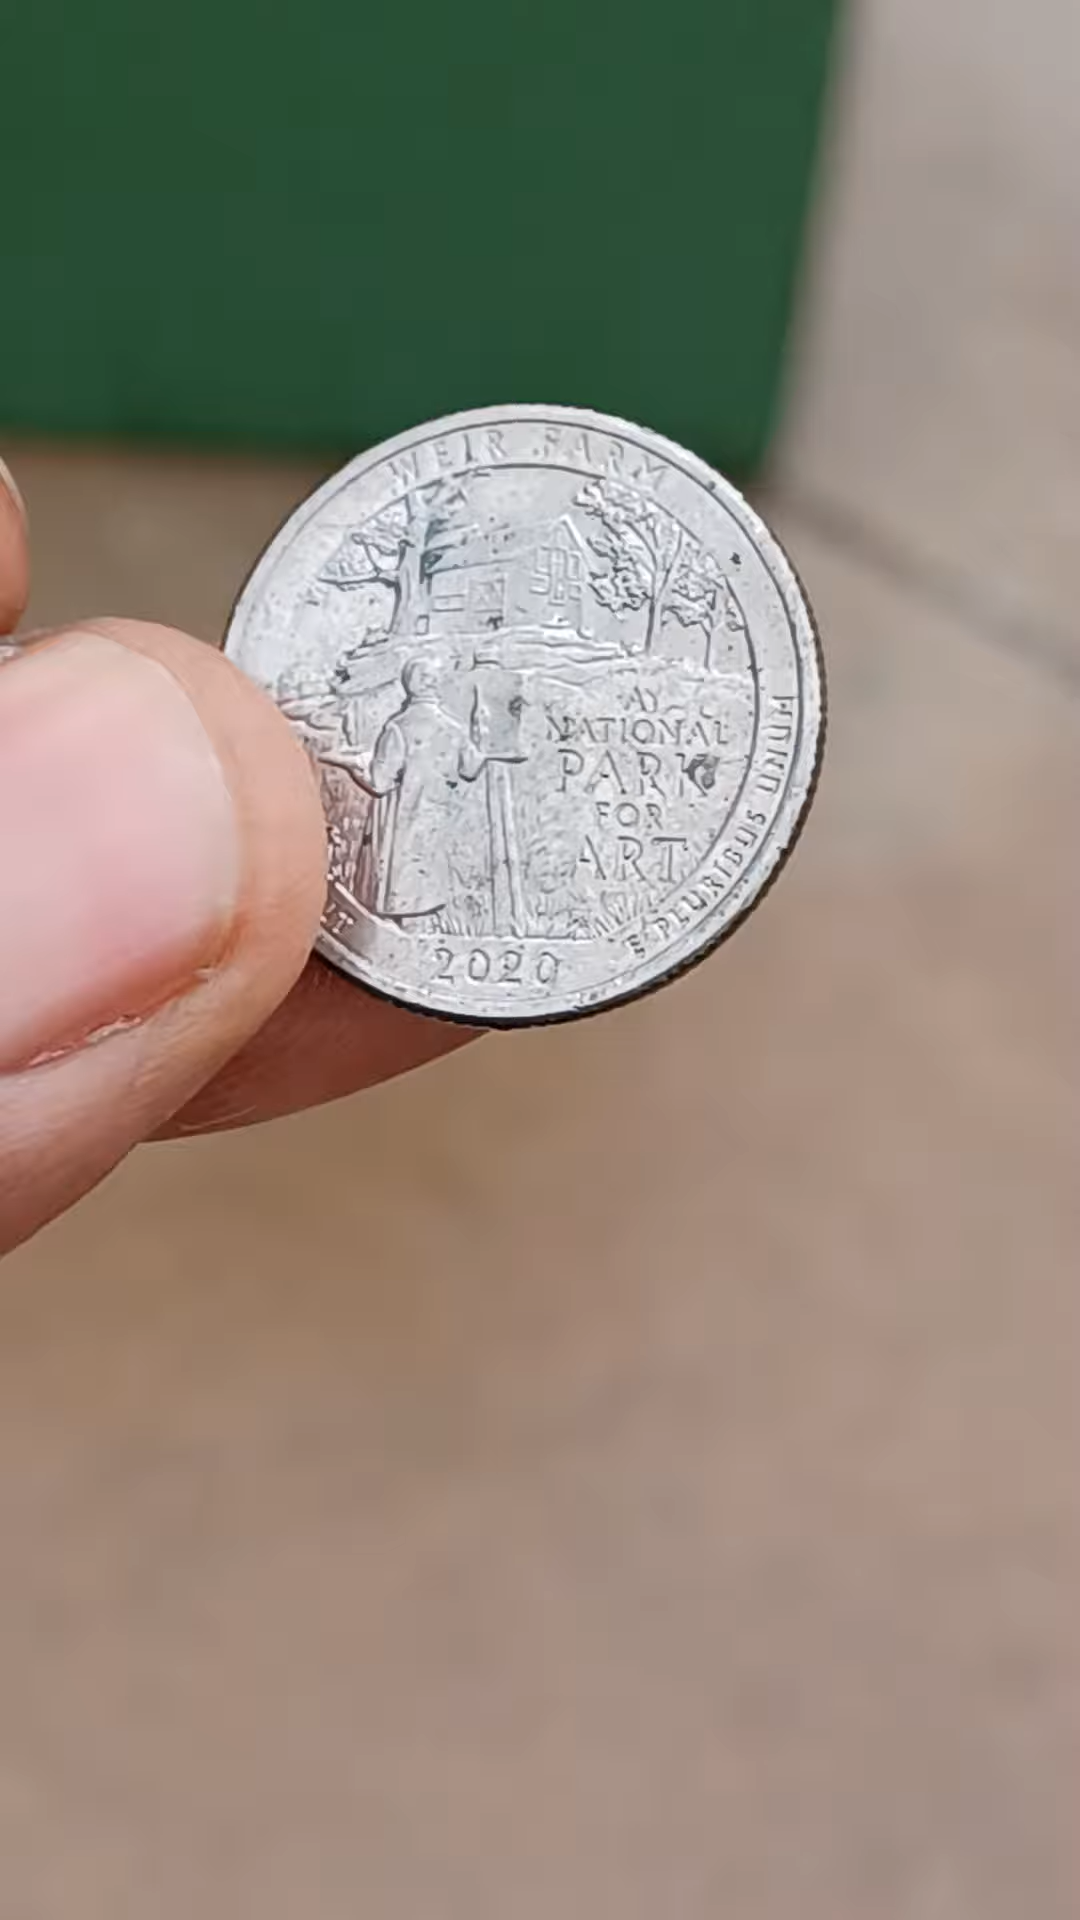 WEIR FARM
A
NATIONAL
PARK
FOR
ART
E PLURIBUS UNUM
2020